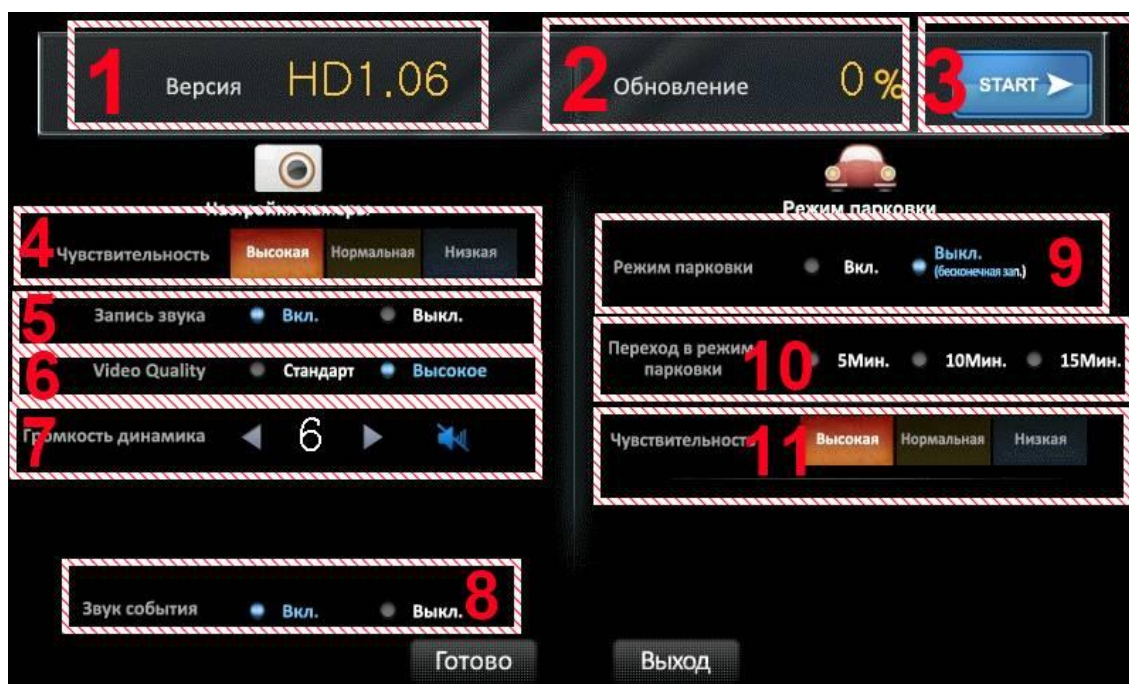 1 Версия HD1.06
2 Обновление 0 %
3 START
Настройки камеры
Режим парковки
4 Чувствительность Высокая Нормальная Низкая
5 Запись звука Вкл. Выкл.
6 Video Quality Стандарт Высокое
7 Громкость динамика 6
8 Звук события Вкл. Выкл.
Режим парковки Вкл. Выкл. 9
(бесконечная зап.)
Переход в режим
парковки 10 5Мин. 10Мин. 15Мин.
Чувствительность 11 Высокая Нормальная Низкая
Готово Выход